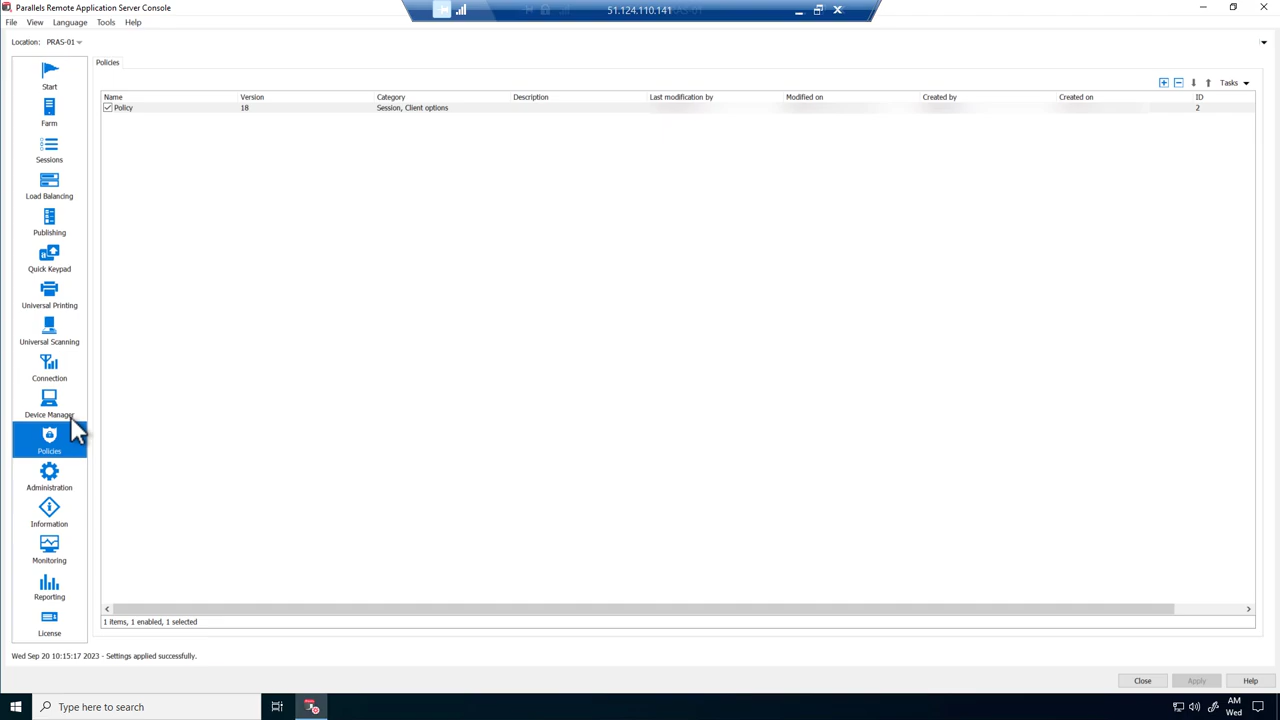 Parallels Remote Application Server Console
51.124.110.141
File View Language Tools Help
Location: PRAS-01
Start
Farm
Sessions
Load Balancing
Publishing
Quick Keypad
Universal Printing
Universal Scanning
Connection
Device Manager
Policies
Administration
Information
Monitoring
Reporting
License
Policies
Tasks
Name Version Category Description Last modification by Modified on Created by Created on ID
Policy 18 Session, Client options 2
1 items, 1 enabled, 1 selected
Wed Sep 20 10:15:17 2023 - Settings applied successfully.
Close Apply Help
Type here to search
AM
Wed